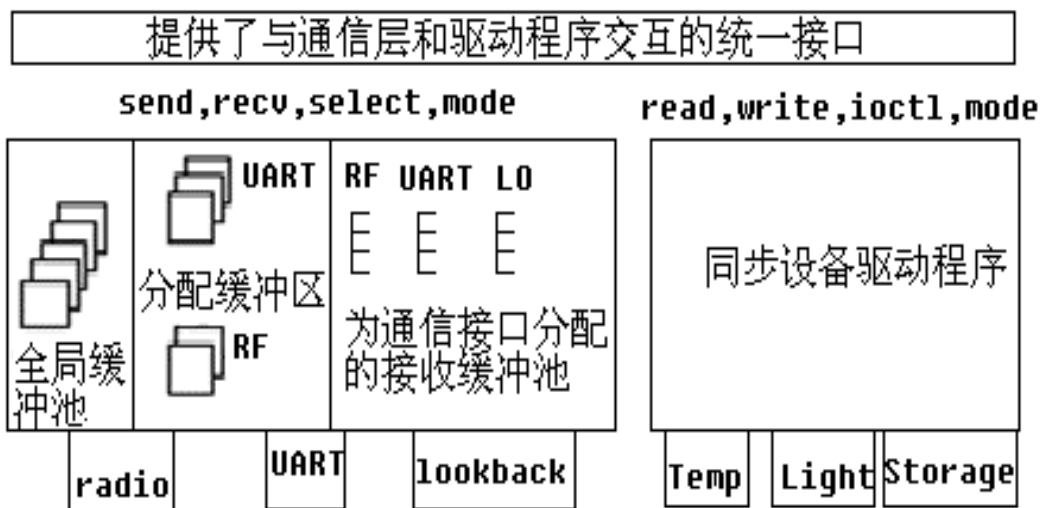 提供了与通信层和驱动程序交互的统一接口
send,recv,select,mode
read,write,ioctl,mode
全局缓
冲池
UART
分配缓冲区
RF
RF UART LO
为通信接口分配
的接收缓冲池
同步设备驱动程序
radio
UART
lookback
Temp
Light
Storage